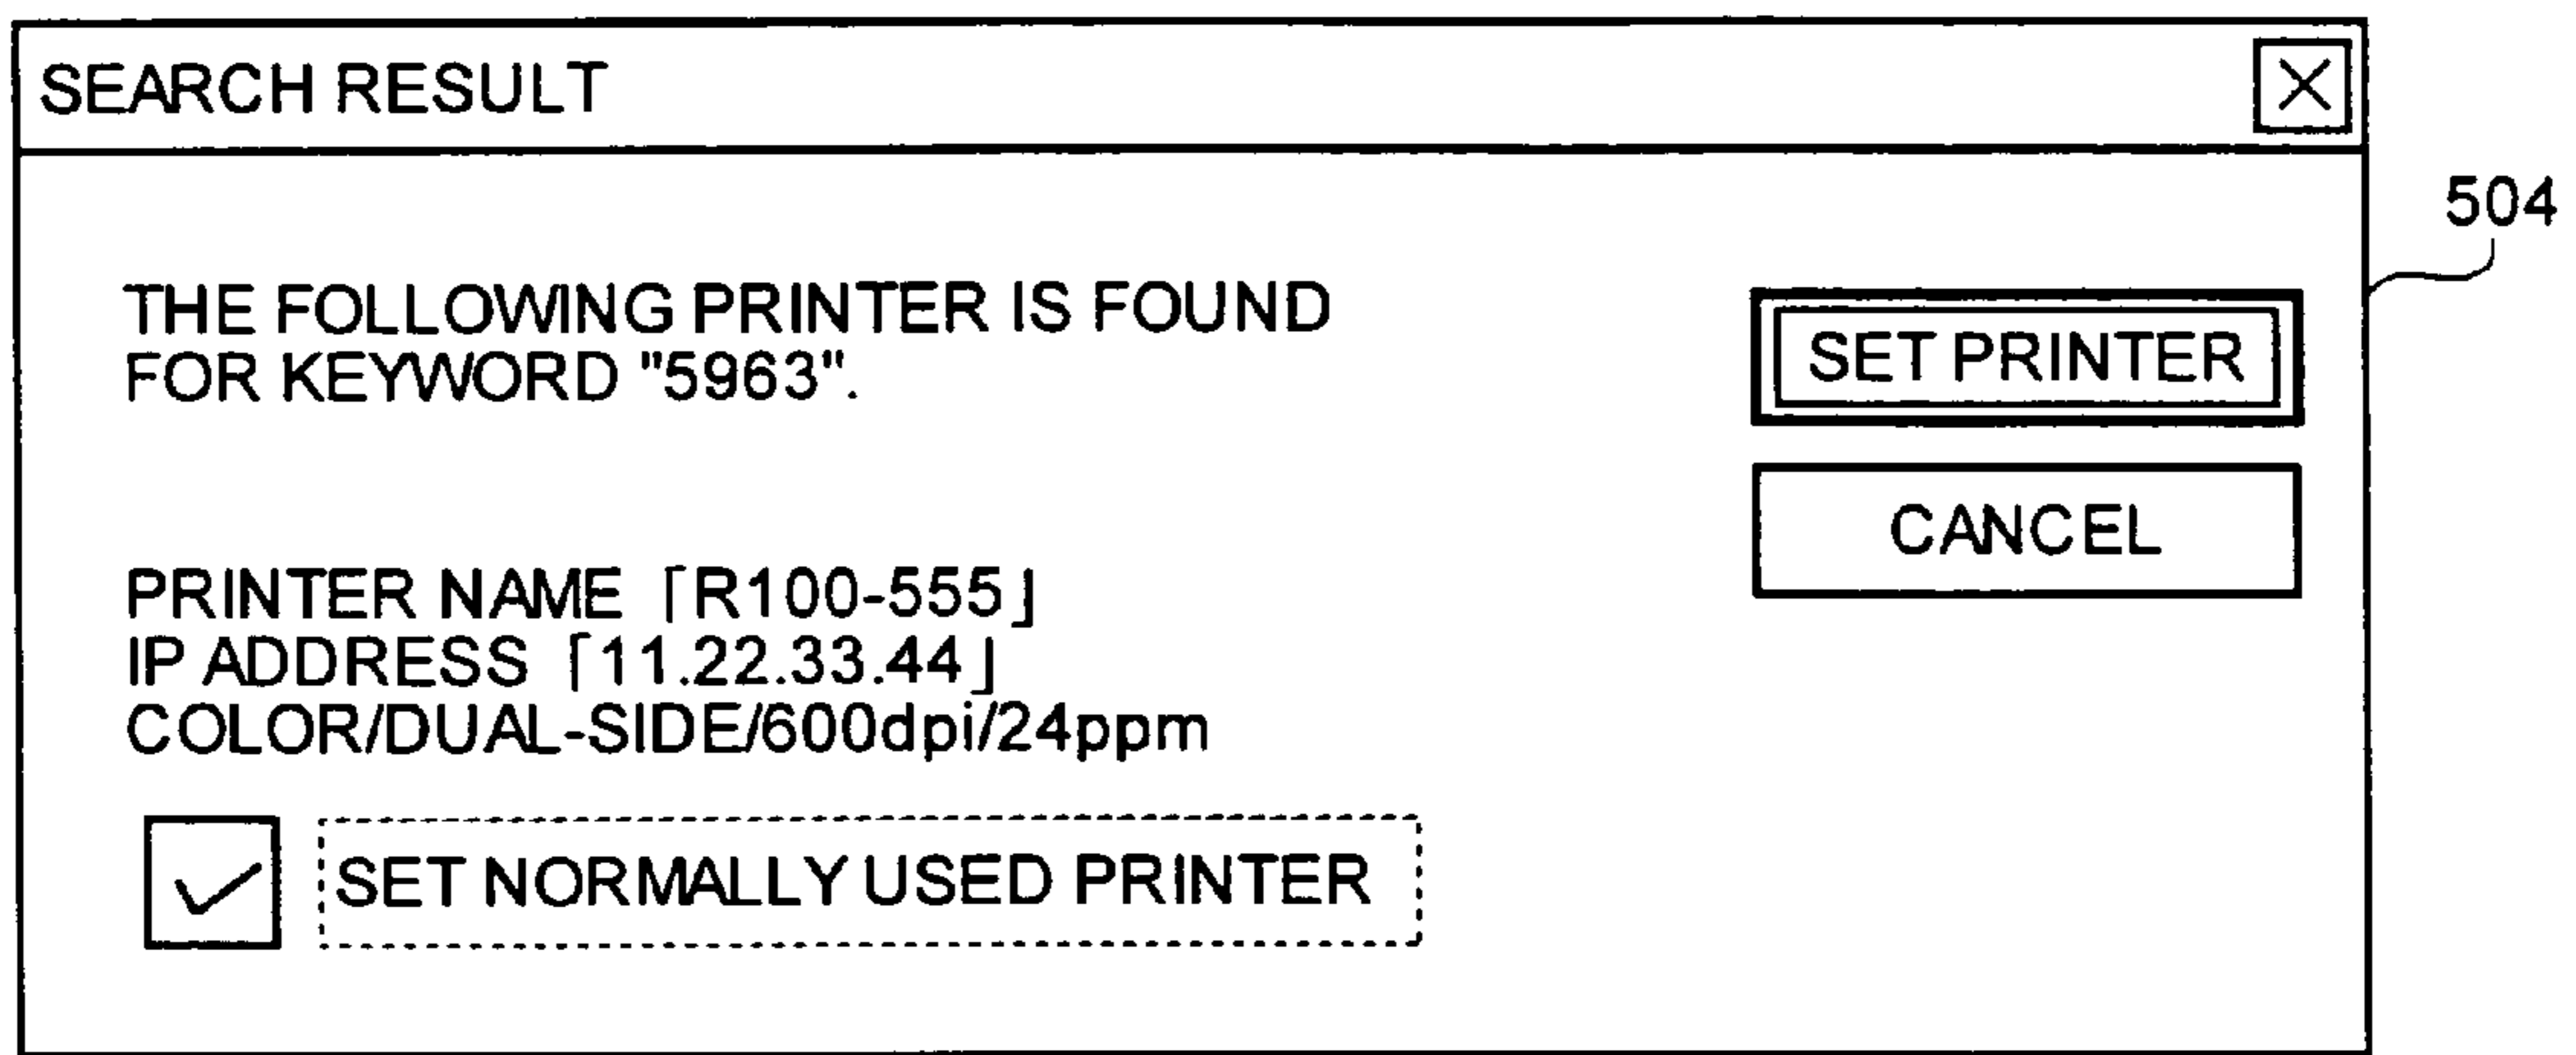 SEARCH RESULT
504
THE FOLLOWING PRINTER IS FOUND
FOR KEYWORD "5963".
SET PRINTER
CANCEL
PRINTER NAME 「R100-555」
IP ADDRESS 「11.22.33.44」
COLOR/DUAL-SIDE/600dpi/24ppm
SET NORMALLY USED PRINTER